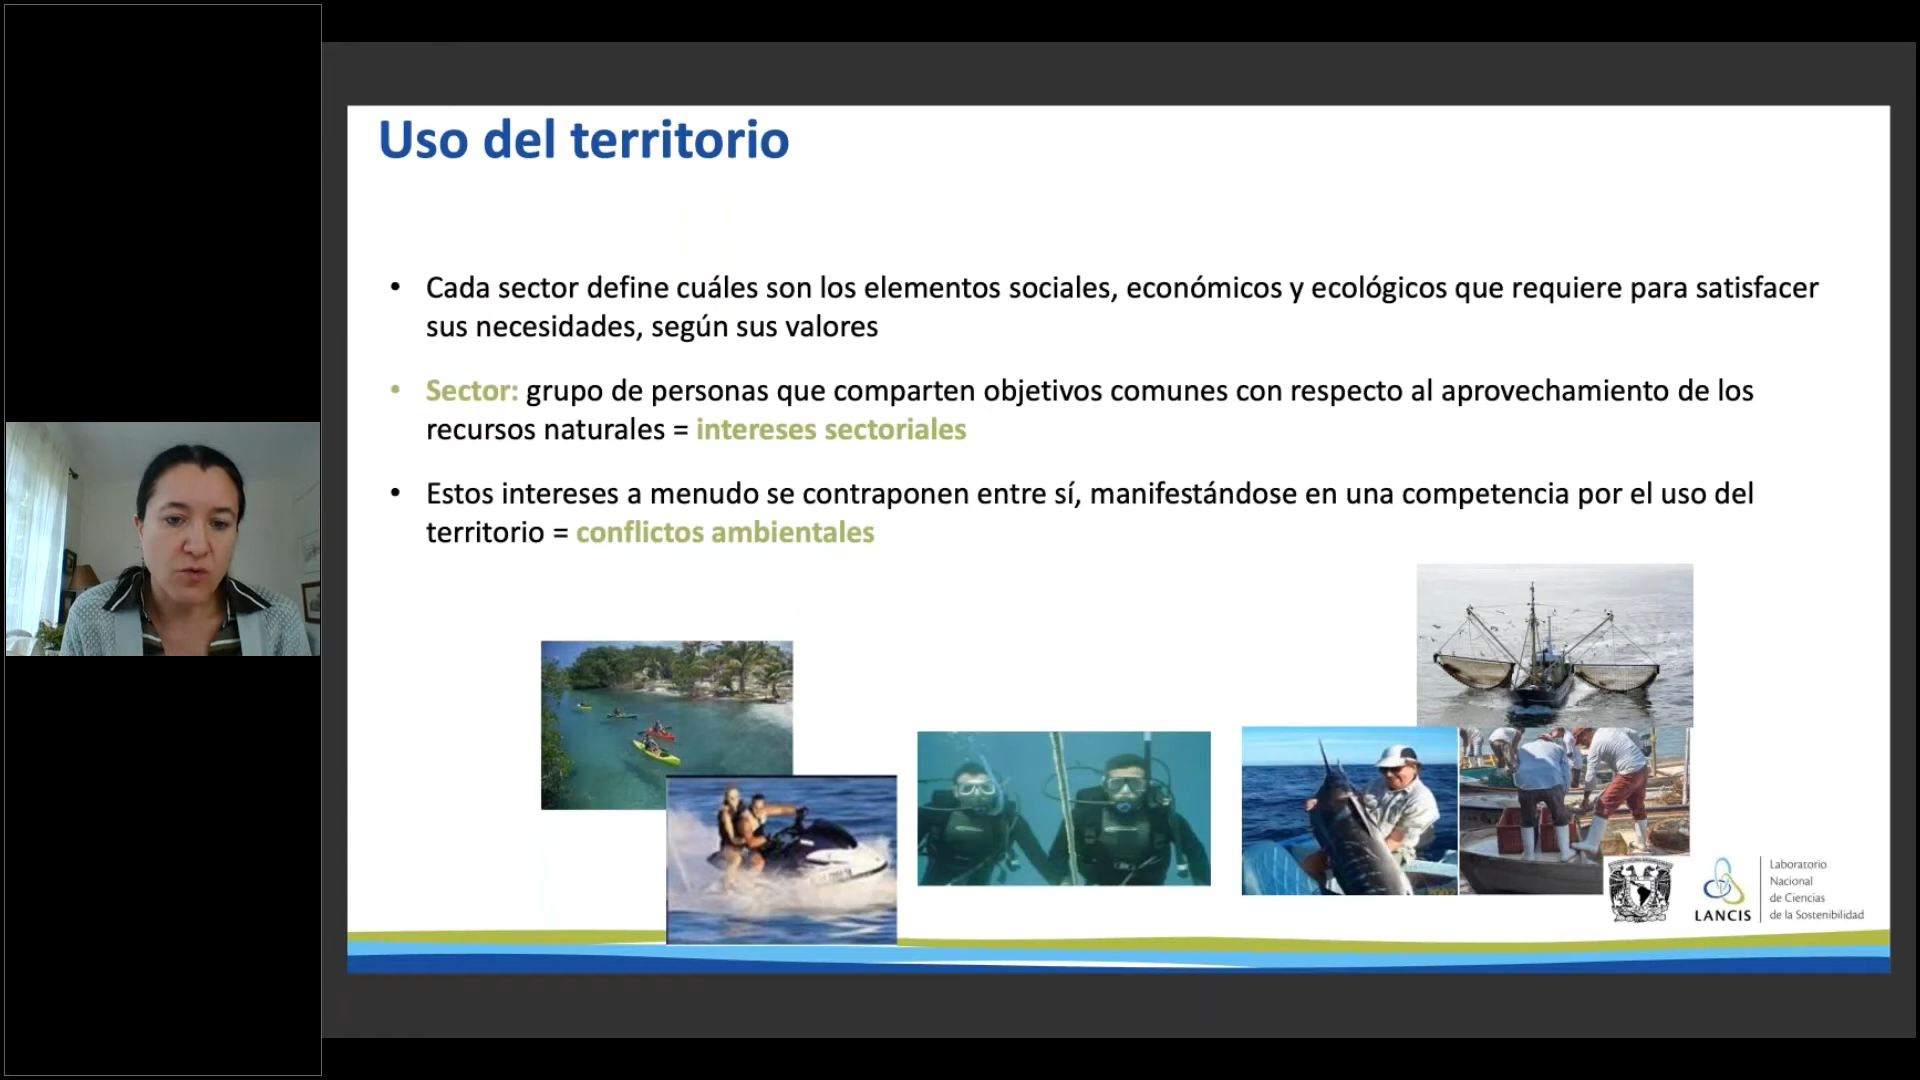 Uso del territorio
• Cada sector define cuáles son los elementos sociales, económicos y ecológicos que requiere para satisfacer
sus necesidades, según sus valores
• Sector: grupo de personas que comparten objetivos comunes con respecto al aprovechamiento de los
recursos naturales = intereses sectoriales
• Estos intereses a menudo se contraponen entre sí, manifestándose en una competencia por el uso del
territorio = conflictos ambientales
LANCIS
Laboratorio
Nacional
de Ciencias
de la Sostenibilidad